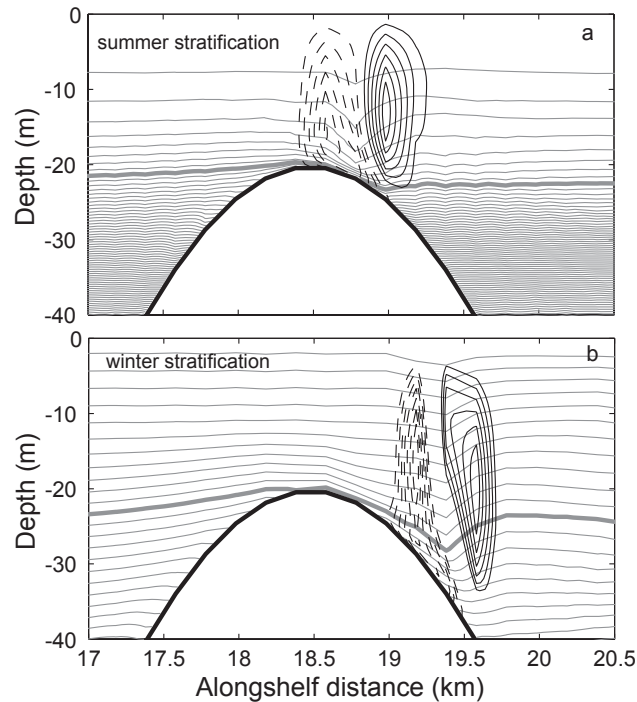 0
summer stratification
a
-10
Depth (m)
-20
-30
-40
0
winter stratification
b
-10
Depth (m)
-20
-30
-40
17 17.5 18 18.5 19 19.5 20 20.5
Alongshelf distance (km)